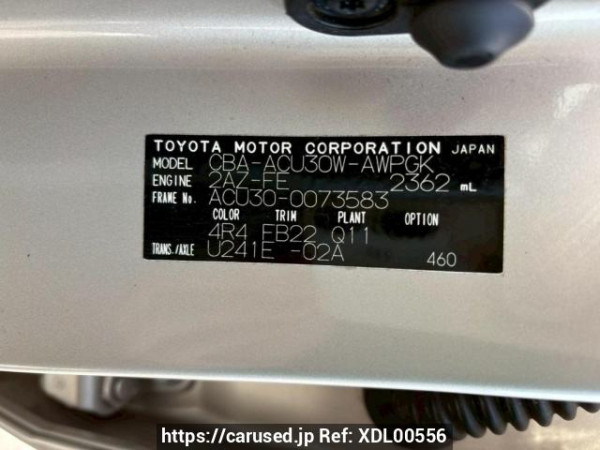 TOYOTA MOTOR CORPORATION JAPAN
MODEL CBA-ACU30W-AWPGK
ENGINE 2AZ-FE 2362 mL
FRAME No. ACU30-0073583
COLOR TRIM PLANT OPTION
4R4 FB22 Q11
TRANS./AXLE U241E -02A 460
https://carused.jp Ref: XDL00556